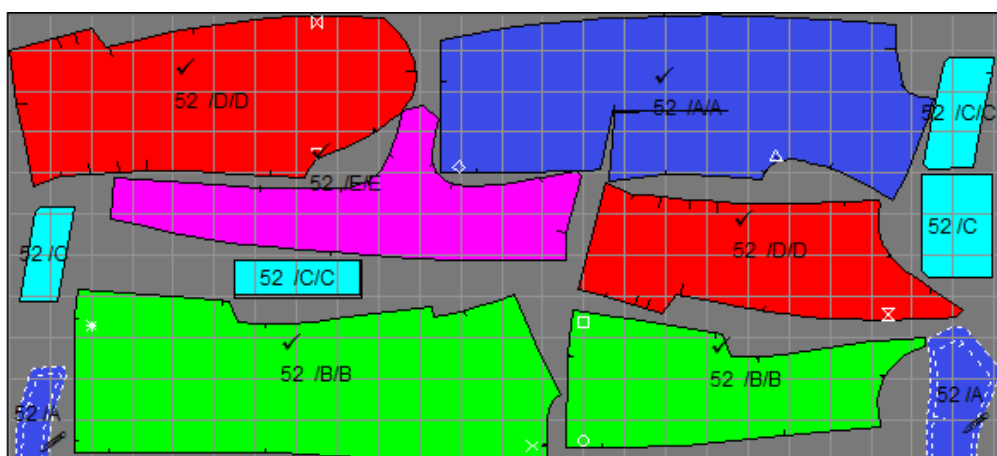 52 /D/D
52 /A/A
52 /C/C
52 /E/E
52 /C
52 /D/D
52 /C
52 /C/C
52 /B/B
52 /B/B
52 /A
52 /A